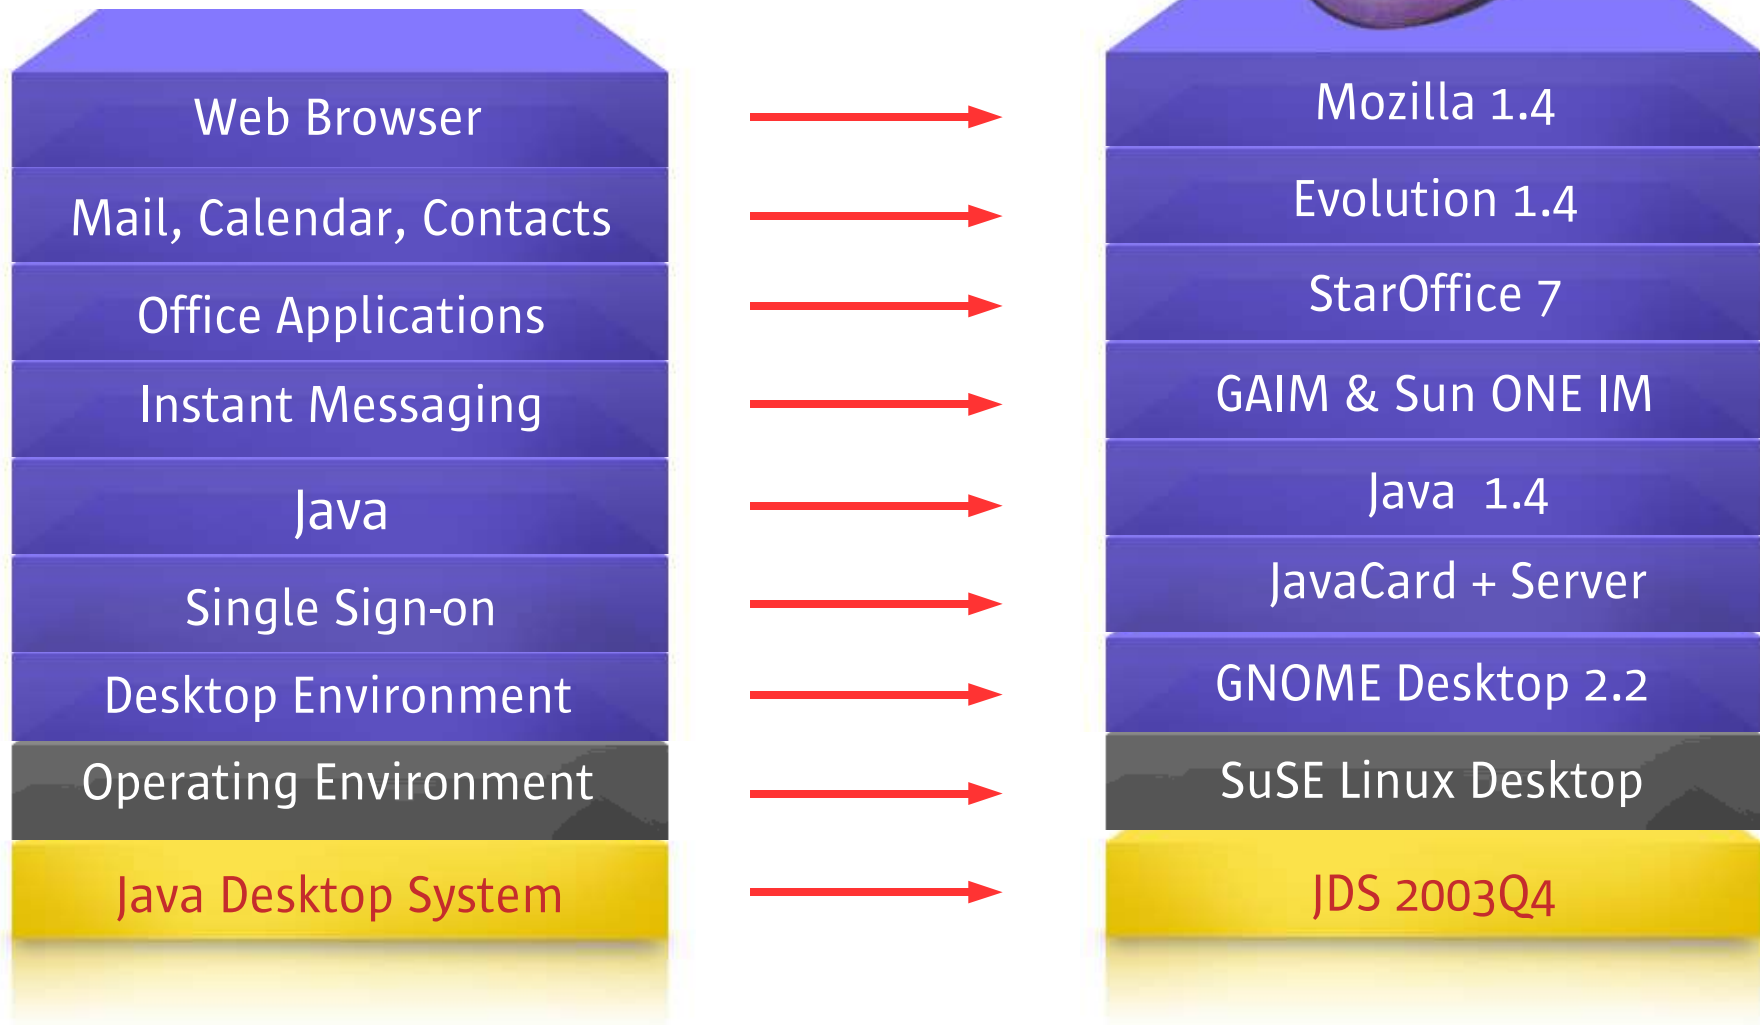 Web Browser
Mail, Calendar, Contacts
Office Applications
Instant Messaging
Java
Single Sign-on
Desktop Environment
Operating Environment
Java Desktop System
Mozilla 1.4
Evolution 1.4
StarOffice 7
GAIM & Sun ONE IM
Java 1.4
JavaCard + Server
GNOME Desktop 2.2
SuSE Linux Desktop
JDS 2003Q4